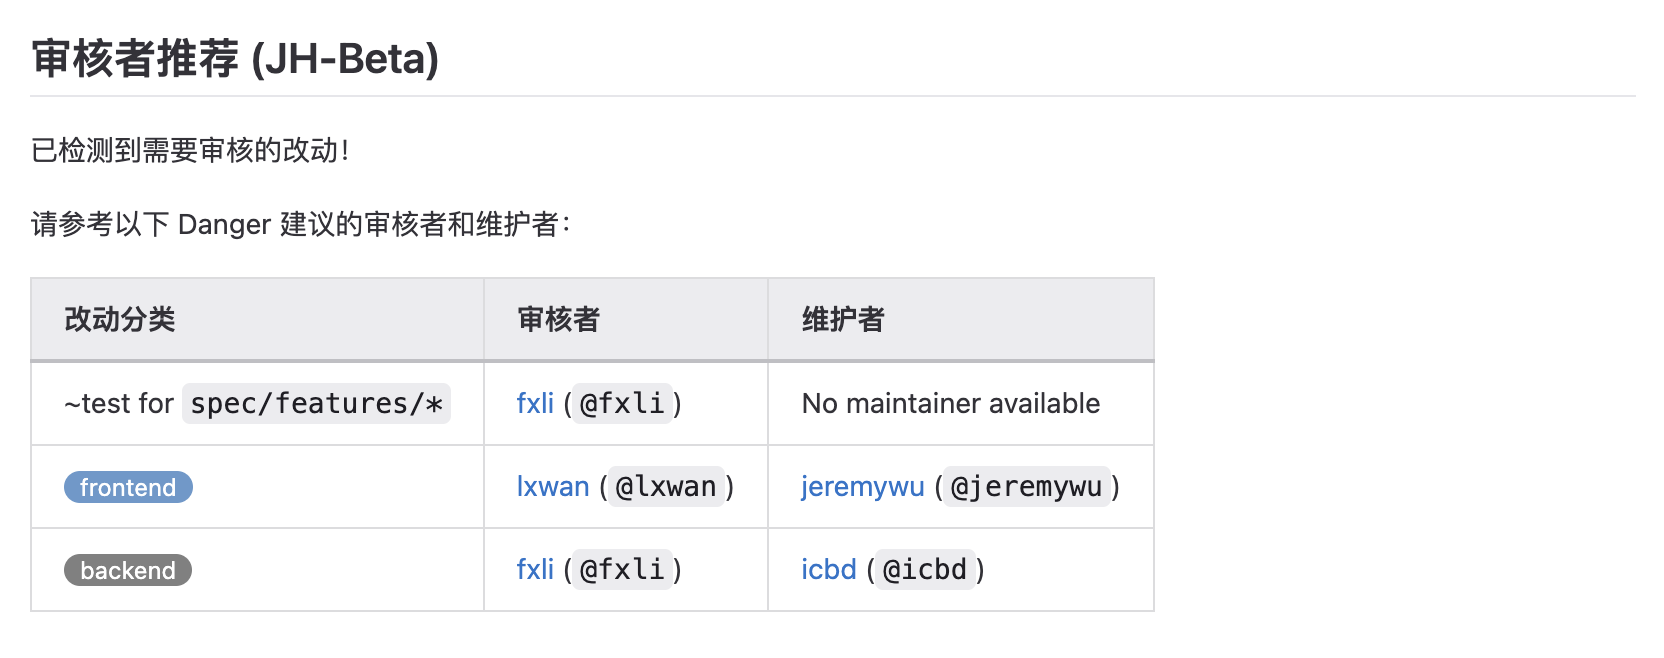 审核者推荐 (JH-Beta)
已检测到需要审核的改动！
请参考以下 Danger 建议的审核者和维护者：
改动分类 审核者 维护者
~test for spec/features/* fxli (@fxli) No maintainer available
frontend lxwan (@lxwan) jeremywu (@jeremywu)
backend fxli (@fxli) icbd (@icbd)